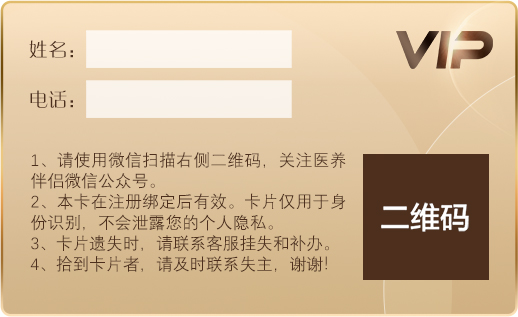 姓名：
VIP
电话：
1、请使用微信扫描右侧二维码，关注医养
伴侣微信公众号。
2、本卡在注册绑定后有效。卡片仅用于身
份识别，不会泄露您的个人隐私。
3、卡片遗失时，请联系客服挂失和补办。
4、拾到卡片者，请及时联系失主，谢谢!
二维码